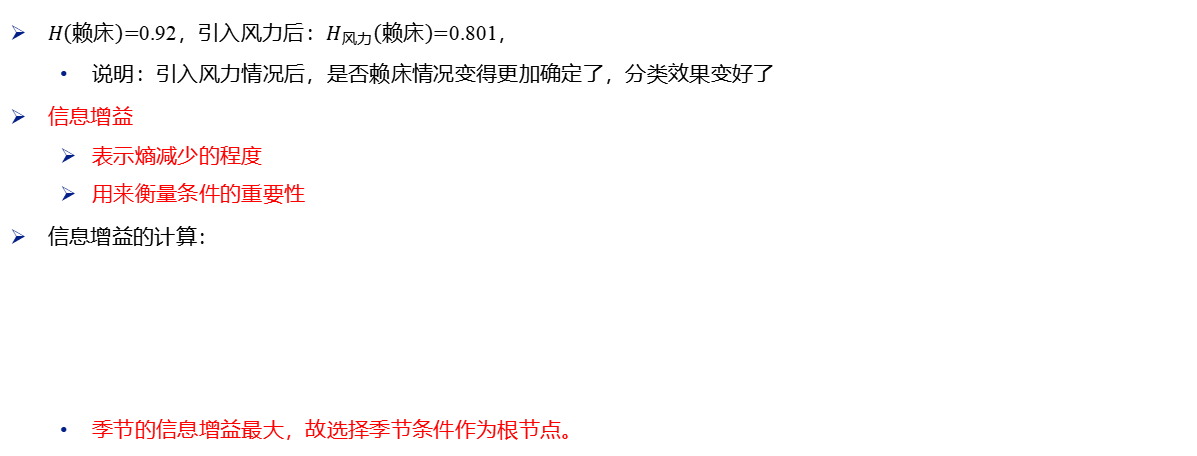 ➢ H(赖床)=0.92，引入风力后：H风力(赖床)=0.801，
• 说明：引入风力情况后，是否赖床情况变得更加确定了，分类效果变好了
➢ 信息增益
➢ 表示熵减少的程度
➢ 用来衡量条件的重要性
➢ 信息增益的计算：
• 季节的信息增益最大，故选择季节条件作为根节点。